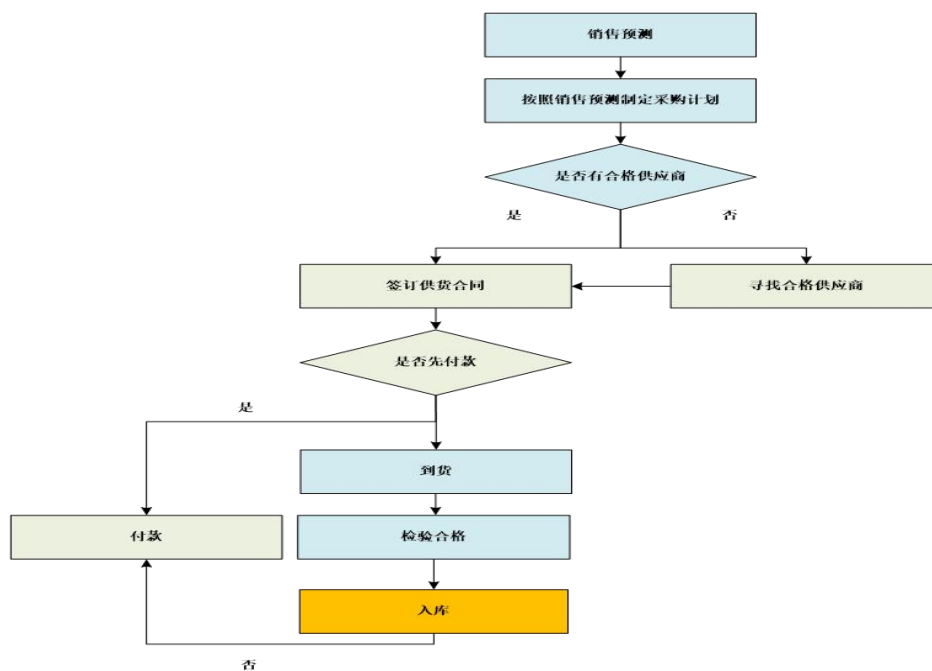 销售预测
按照销售预测制定采购计划
是否有合格供应商
是
否
签订供货合同
寻找合格供应商
是否先付款
是
到货
付款
检验合格
入库
否